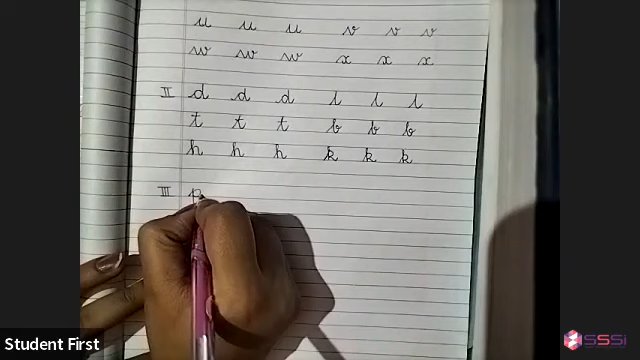 u u u v v v
w w w x x x
II d d d l l l
t t t b b b
h h h k k k
III p
Student First
SSSi